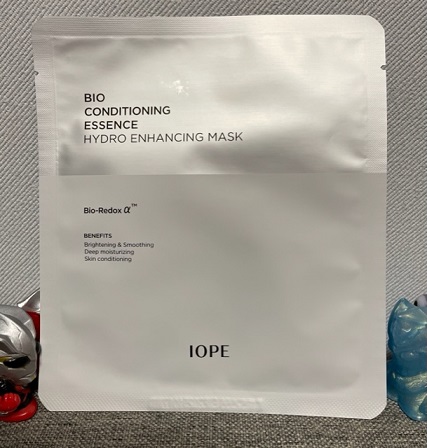 BIO
CONDITIONING
ESSENCE
HYDRO ENHANCING MASK
Bio-Redox α™
BENEFITS
Brightening & Smoothing
Deep moisturizing
Skin conditioning
IOPE